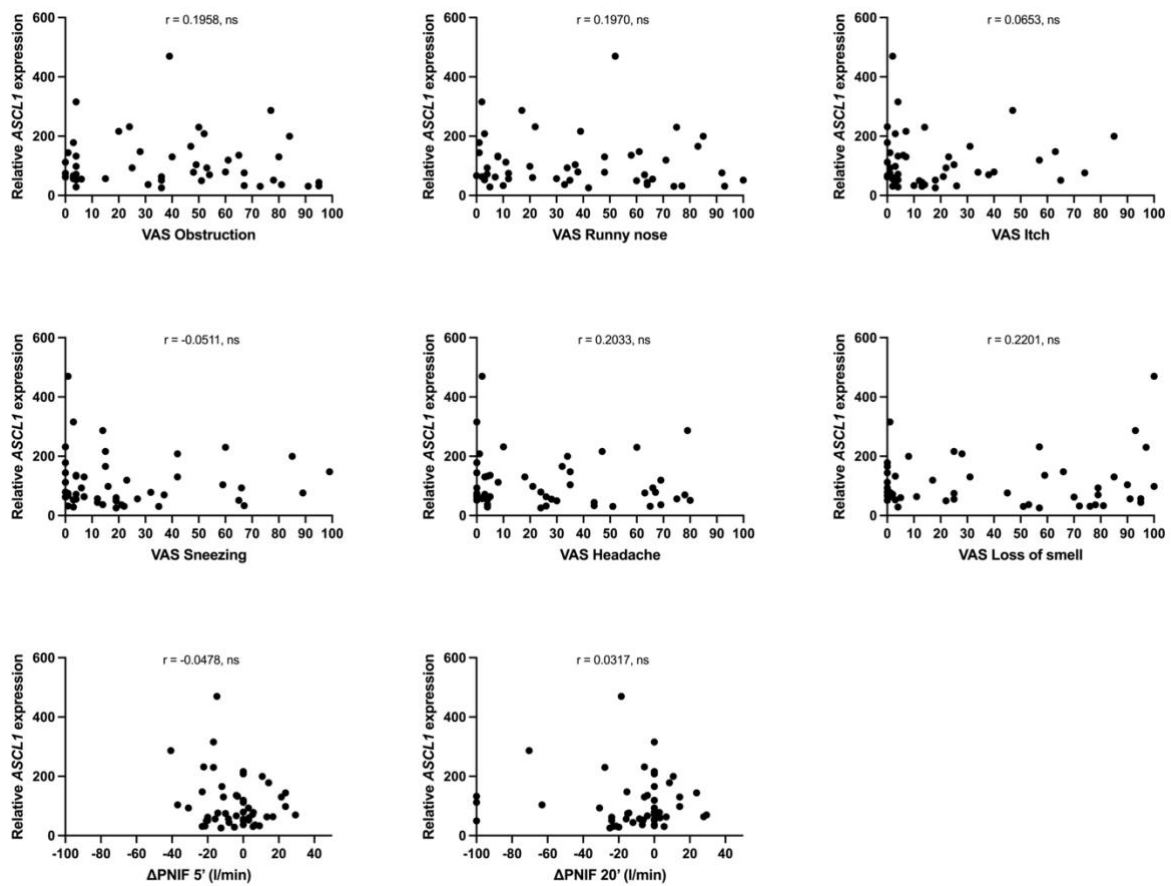 r = 0.1958, ns
600
400
200
0
Relative ASCL1 expression
0 10 20 30 40 50 60 70 80 90 100
VAS Obstruction
r = 0.1970, ns
600
400
200
0
Relative ASCL1 expression
0 10 20 30 40 50 60 70 80 90 100
VAS Runny nose
r = 0.0653, ns
600
400
200
0
Relative ASCL1 expression
0 10 20 30 40 50 60 70 80 90 100
VAS Itch
r = -0.0511, ns
600
400
200
0
Relative ASCL1 expression
0 10 20 30 40 50 60 70 80 90 100
VAS Sneezing
r = 0.2033, ns
600
400
200
0
Relative ASCL1 expression
0 10 20 30 40 50 60 70 80 90 100
VAS Headache
r = 0.2201, ns
600
400
200
0
Relative ASCL1 expression
0 10 20 30 40 50 60 70 80 90 100
VAS Loss of smell
r = -0.0478, ns
600
400
200
0
Relative ASCL1 expression
-100 -80 -60 -40 -20 0 20 40
ΔPNIF 5' (l/min)
r = 0.0317, ns
600
400
200
0
Relative ASCL1 expression
-100 -80 -60 -40 -20 0 20 40
ΔPNIF 20' (l/min)